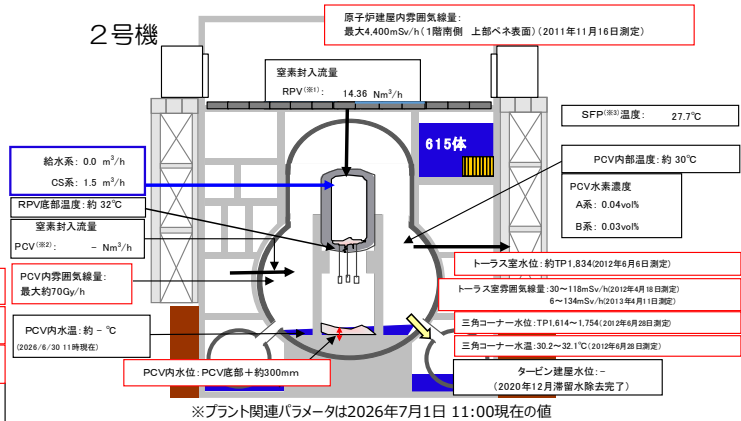 2号機
原子炉建屋内雰囲気線量:
最大4,400mSv/h(1階南側 上部ペネ表面)(2011年11月16日測定)
窒素封入流量
RPV(※1): 14.36 Nm³/h
SFP(※3)温度: 27.7℃
615体
給水系: 0.0 m³/h
CS系: 1.5 m³/h
PCV内部温度: 約 30℃
PCV水素濃度
A系: 0.04vol%
B系: 0.03vol%
RPV底部温度: 約 32℃
窒素封入流量
PCV(※2): - Nm³/h
トーラス室水位: 約TP1,834(2012年6月6日測定)
PCV内雰囲気線量:
最大約70Gy/h
トーラス室雰囲気線量: 30～118mSv/h(2012年4月18日測定)
6～134mSv/h(2013年4月11日測定)
三角コーナー水位: TP1,614～1,754(2012年6月28日測定)
PCV内水温: 約 - ℃
(2026/6/30 11時現在)
三角コーナー水温: 30.2～32.1℃(2012年6月28日測定)
PCV内水位: PCV底部+約300mm
タービン建屋水位: -
(2020年12月滞留水除去完了)
※プラント関連パラメータは2026年7月1日 11:00現在の値